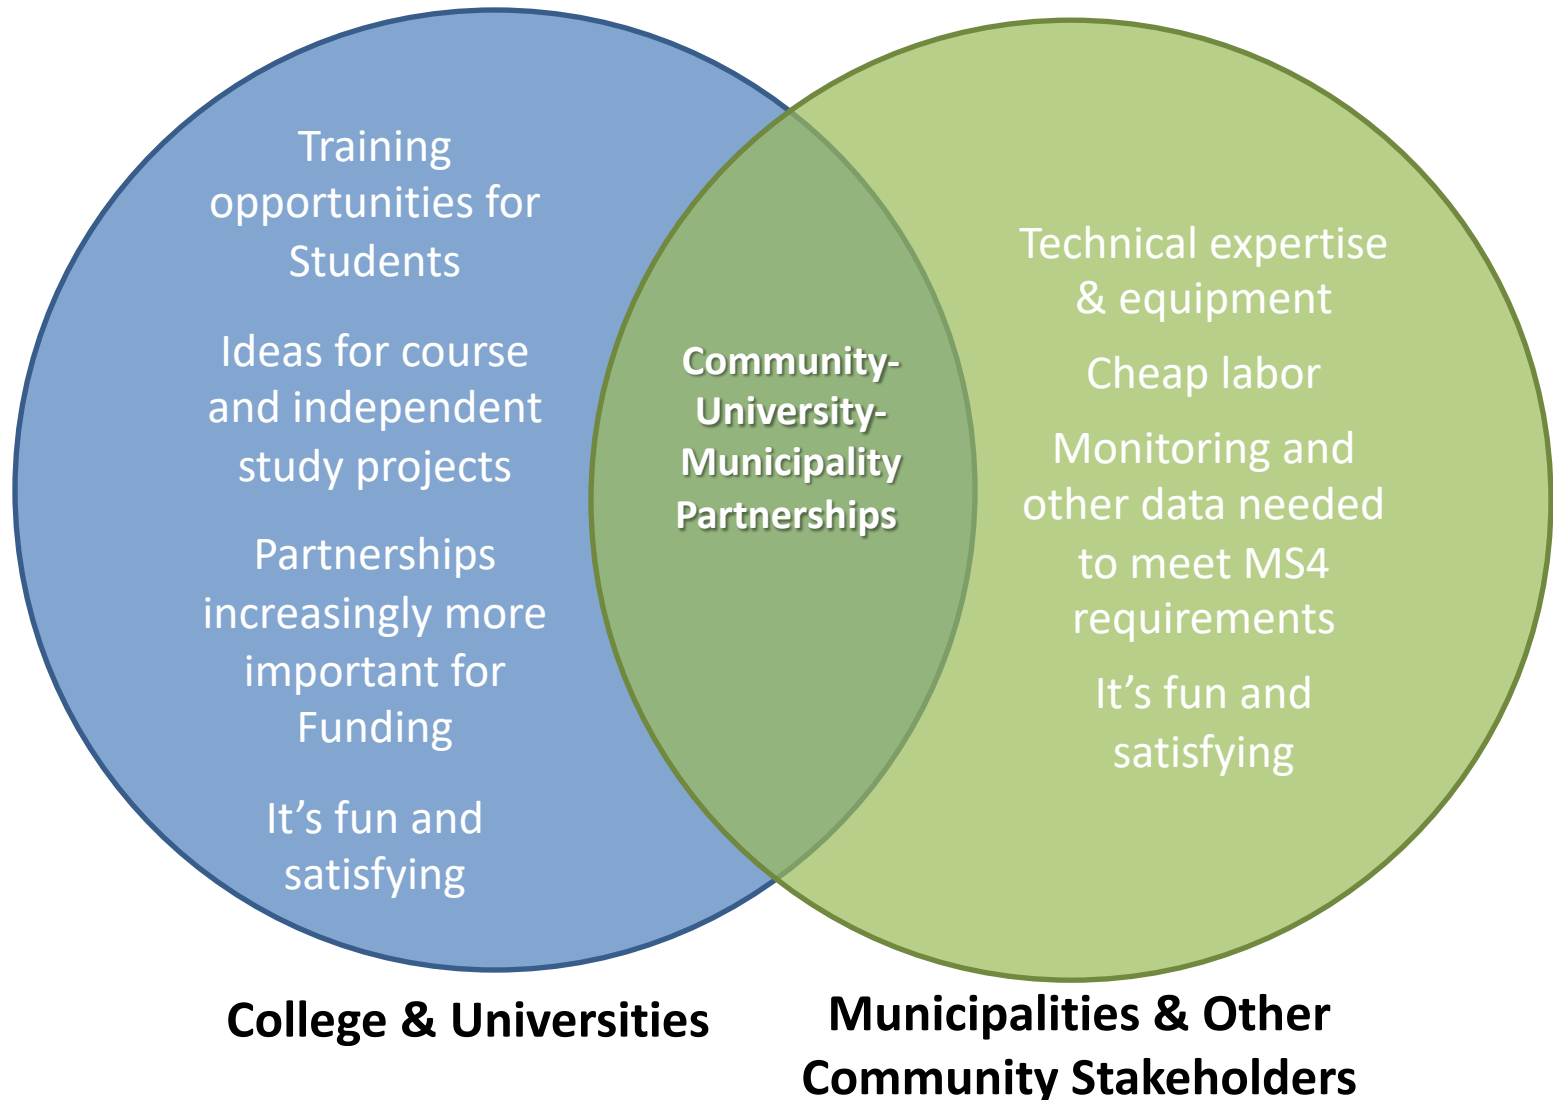 Training
opportunities for
Students
Ideas for course
and independent
study projects
Partnerships
increasingly more
important for
Funding
It’s fun and
satisfying
Community-
University-
Municipality
Partnerships
Technical expertise
& equipment
Cheap labor
Monitoring and
other data needed
to meet MS4
requirements
It’s fun and
satisfying
College & Universities
Municipalities & Other
Community Stakeholders